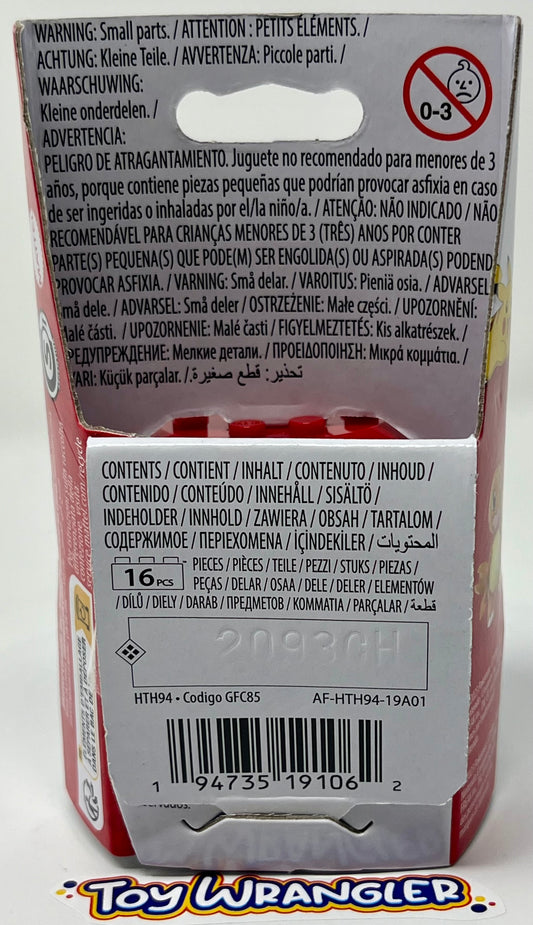 WARNING: Small parts. / ATTENTION : PETITS ÉLÉMENTS. /
ACHTUNG: Kleine Teile. / AVVERTENZA: Piccole parti. /
WAARSCHUWING:
Kleine onderdelen. /
0-3
ADVERTENCIA:
PELIGRO DE ATRAGANTAMIENTO. Juguete no recomendado para menores de 3
años, porque contiene piezas pequeñas que podrían provocar asfixia en caso
de ser ingeridos o inhaladas por el/la niño/a. / ATENÇÃO: NÃO INDICADO / NÃO
RECOMENDÁVEL PARA CRIANÇAS MENORES DE 3 (TRÊS) ANOS POR CONTER
PARTE(S) PEQUENA(S) QUE PODE(M) SER ENGOLIDA(S) OU ASPIRADA(S) PODEND
PROVOCAR ASFIXIA. / VARNING: Små delar. / VAROITUS: Pieniä osia. / ADVARSEL
må dele. / ADVARSEL: Små deler / OSTRZEŻENIE: Małe części. / UPOZORNĚNÍ:
Malé části. / UPOZORNENIE: Malé časti / FIGYELMEZTETÉS: Kis alkatrészek. /
РЕДУПРЕЖДЕНИЕ: Мелкие детали. / ΠΡΟΕΙΔΟΠΟΙΗΣΗ: Μικρά κομμάτια. /
YARI: Küçük parçalar. / تحذير: قطع صغيرة.
CONTENTS / CONTIENT / INHALT / CONTENUTO / INHOUD /
CONTENIDO / CONTEÚDO / INNEHÅLL / SISÄLTÖ /
INDEHOLDER / INNHOLD / ZAWIERA / OBSAH / TARTALOM /
СОДЕРЖИМОЕ / ΠΕΡΙΕΧΟΜΕΝΑ / İÇİNDEKİLER / المحتويات
16 PCS
PIECES / PIÈCES / TEILE / PEZZI / STUKS / PIEZAS /
PEÇAS / DELAR / OSAA / DELE / DELER / ELEMENTÓW
/ DÍLŮ / DIELY / DARAB / ПРЕДМЕТОВ / KOMMATIA / PARÇALAR / قطعة
2093GH
HTH94 • Codigo GFC85 AF-HTH94-19A01
1 94735 19106 2
TOY WRANGLER